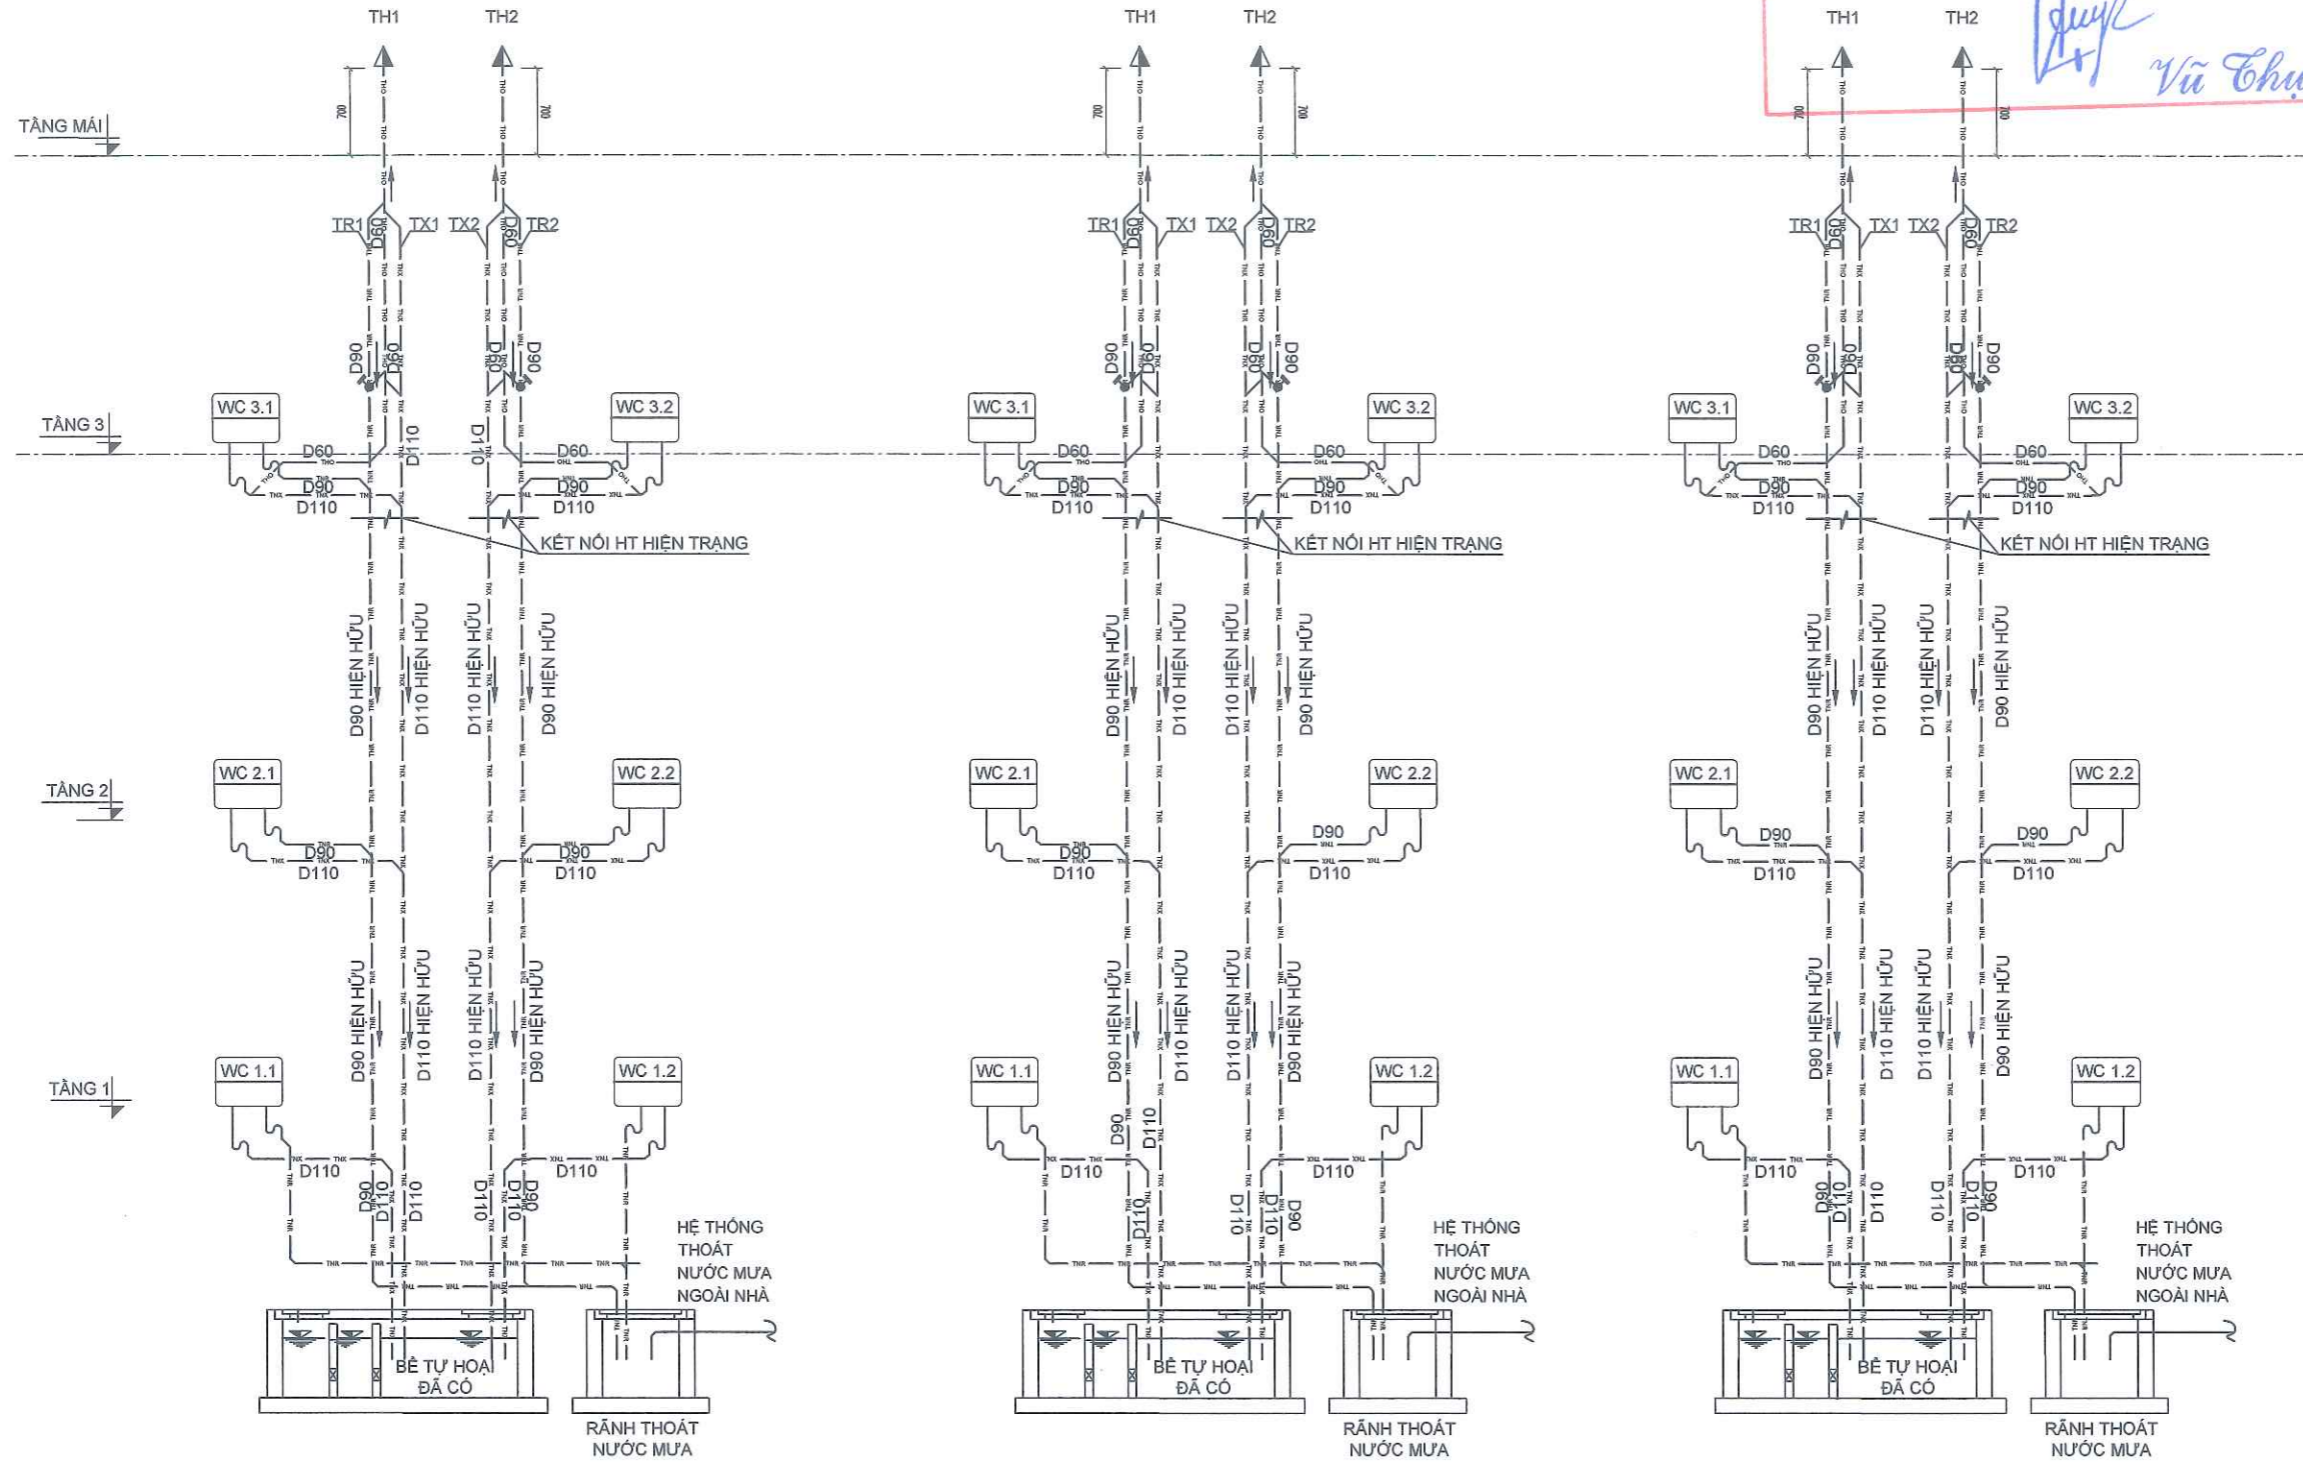 TH1 TH2 TH1 TH2 TH1 TH2
Vũ
700 700 700 700 700 700
TẦNG MÁI
TR1 D60 TX1 TX2 D60 TR2
TR1 D60 TX1 TX2 D60 TR2
TR1 D60 TX1 TX2 D60 TR2
D90 D60 D60 D90
D90 D60 D60 D90
D90 D60 D60 D90
WC 3.1 WC 3.2 WC 3.1 WC 3.2 WC 3.1 WC 3.2
TẦNG 3
D110 D110
D60 D60 D60 D60 D60 D60
D90 D90 D90 D90 D90 D90
D110 D110 D110 D110 D110 D110
KẾT NỐI HT HIỆN TRẠNG
KẾT NỐI HT HIỆN TRẠNG
KẾT NỐI HT HIỆN TRẠNG
D90 HIỆN HỮU D110 HIỆN HỮU D110 HIỆN HỮU D90 HIỆN HỮU
D90 HIỆN HỮU D110 HIỆN HỮU D110 HIỆN HỮU D90 HIỆN HỮU
D90 HIỆN HỮU D110 HIỆN HỮU D110 HIỆN HỮU D90 HIỆN HỮU
WC 2.1 WC 2.2 WC 2.1 WC 2.2 WC 2.1 WC 2.2
TẦNG 2
D90 D90 D90 D90 D90 D90
D110 D110 D110 D110 D110 D110
D90 HIỆN HỮU D110 HIỆN HỮU D110 HIỆN HỮU D90 HIỆN HỮU
D90 HIỆN HỮU D110 HIỆN HỮU D110 HIỆN HỮU D90 HIỆN HỮU
D90 HIỆN HỮU D110 HIỆN HỮU D110 HIỆN HỮU D90 HIỆN HỮU
WC 1.1 WC 1.2 WC 1.1 WC 1.2 WC 1.1 WC 1.2
TẦNG 1
D90 D110
D110 D110 D110 D110 D110 D110
D90 D110 D110 D110 D110 D90
D110 D110 D110 D90
D90 D110 D110 D110 D110 D90
HỆ THỐNG
THOÁT
NƯỚC MƯA
NGOÀI NHÀ
HỆ THỐNG
THOÁT
NƯỚC MƯA
NGOÀI NHÀ
HỆ THỐNG
THOÁT
NƯỚC MƯA
NGOÀI NHÀ
BỂ TỰ HOẠI
ĐÃ CÓ
BỂ TỰ HOẠI
ĐÃ CÓ
BỂ TỰ HOẠI
ĐÃ CÓ
RÃNH THOÁT
NƯỚC MƯA
RÃNH THOÁT
NƯỚC MƯA
RÃNH THOÁT
NƯỚC MƯA